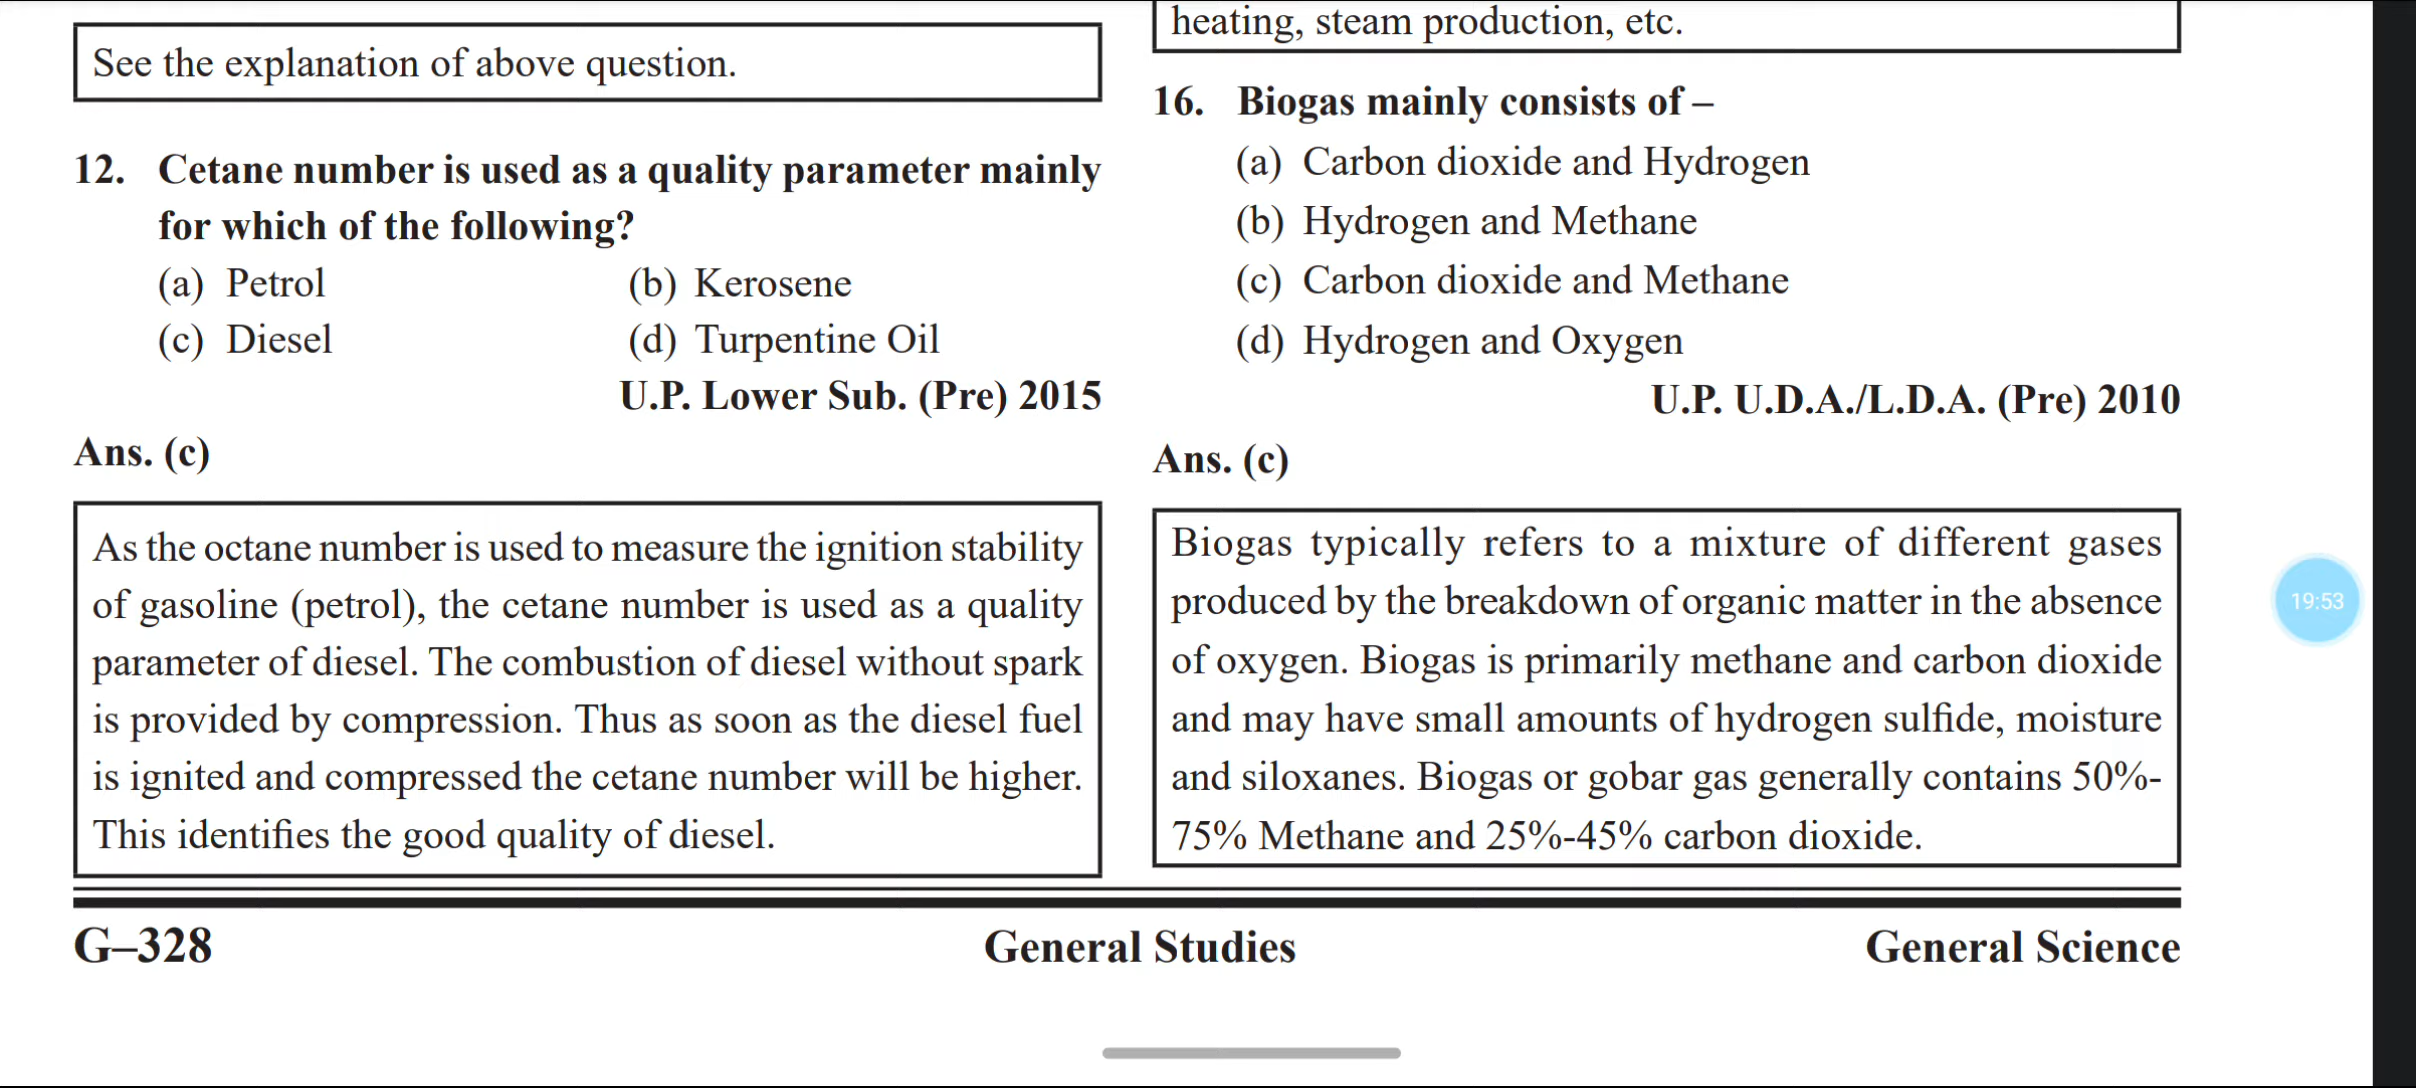 See the explanation of above question.
12. Cetane number is used as a quality parameter mainly
for which of the following?
(a) Petrol (b) Kerosene
(c) Diesel (d) Turpentine Oil
U.P. Lower Sub. (Pre) 2015
Ans. (c)
As the octane number is used to measure the ignition stability
of gasoline (petrol), the cetane number is used as a quality
parameter of diesel. The combustion of diesel without spark
is provided by compression. Thus as soon as the diesel fuel
is ignited and compressed the cetane number will be higher.
This identifies the good quality of diesel.
heating, steam production, etc.
16. Biogas mainly consists of –
(a) Carbon dioxide and Hydrogen
(b) Hydrogen and Methane
(c) Carbon dioxide and Methane
(d) Hydrogen and Oxygen
U.P. U.D.A./L.D.A. (Pre) 2010
Ans. (c)
Biogas typically refers to a mixture of different gases
produced by the breakdown of organic matter in the absence
of oxygen. Biogas is primarily methane and carbon dioxide
and may have small amounts of hydrogen sulfide, moisture
and siloxanes. Biogas or gobar gas generally contains 50%-
75% Methane and 25%-45% carbon dioxide.
19:53
G–328 General Studies General Science